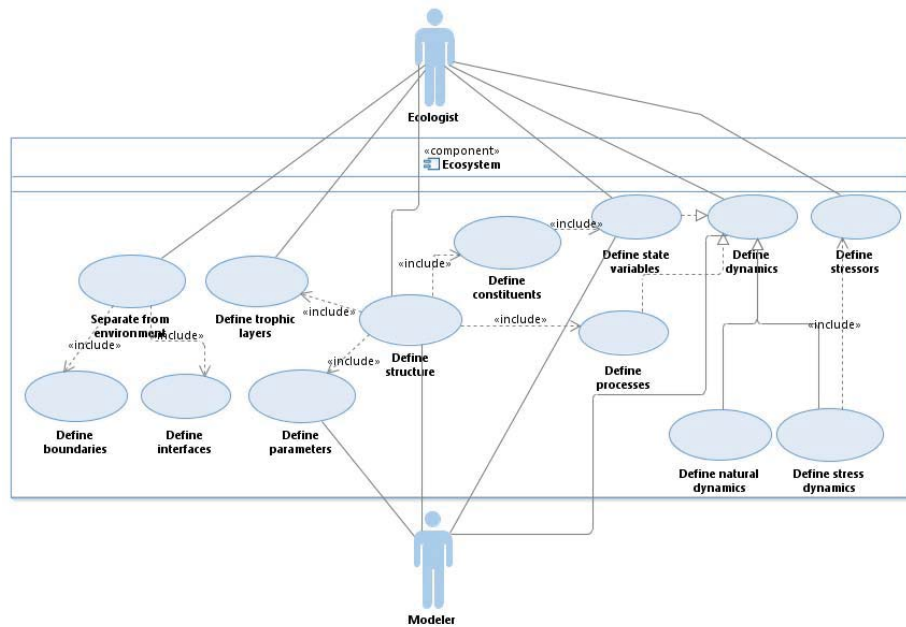 Ecologist
«component»
Ecosystem
«include»
Define state
variables
Define
dynamics
Define
stressors
«include»
Define
constituents
Separate from
environment
«include»
«include»
Define trophic
layers
«include»
«include»
Define
structure
«include»
«include»
Define
processes
«include»
Define
boundaries
Define
interfaces
Define
parameters
Define natural
dynamics
Define stress
dynamics
Modeler